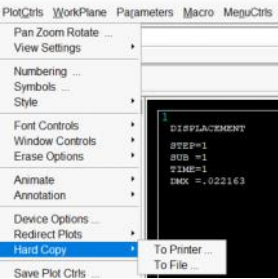 PlotCtrls WorkPlane Parameters Macro MenuCtrls
Pan Zoom Rotate ...
View Settings
Numbering ...
Symbols ...
Style
Font Controls
Window Controls
Erase Options
Animate
Annotation
Device Options ...
Redirect Plots
Hard Copy
To Printer ...
To File ...
Save Plot Ctrls ...
1
DISPLACEMENT
STEP=1
SUB =1
TIME=1
DMX =.022163